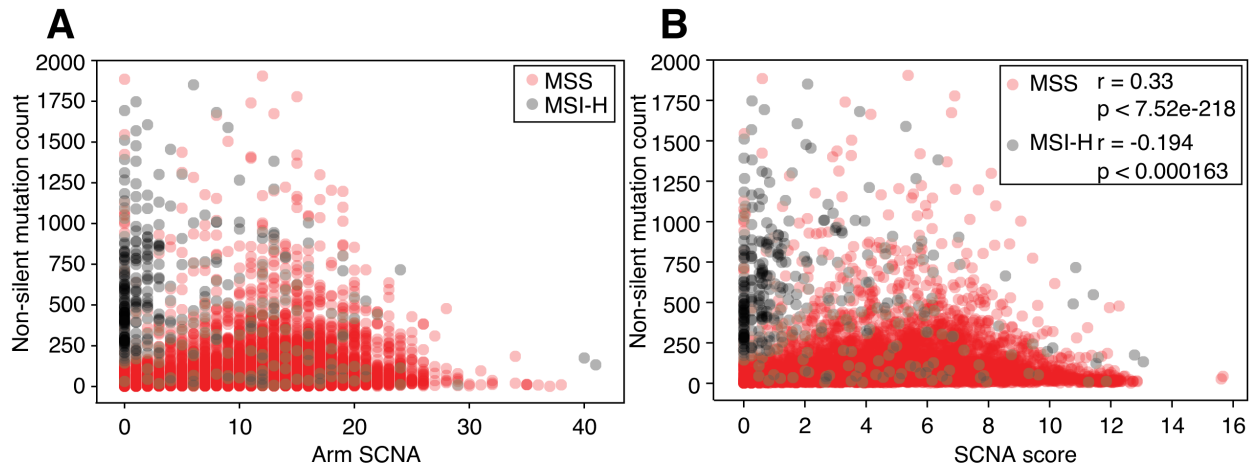 A
Non-silent mutation count
2000
1750
1500
1250
1000
750
500
250
0
0 10 20 30 40
Arm SCNA
MSS
MSI-H
B
Non-silent mutation count
2000
1750
1500
1250
1000
750
500
250
0
0 2 4 6 8 10 12 14 16
SCNA score
MSS r = 0.33
p < 7.52e-218
MSI-H r = -0.194
p < 0.000163